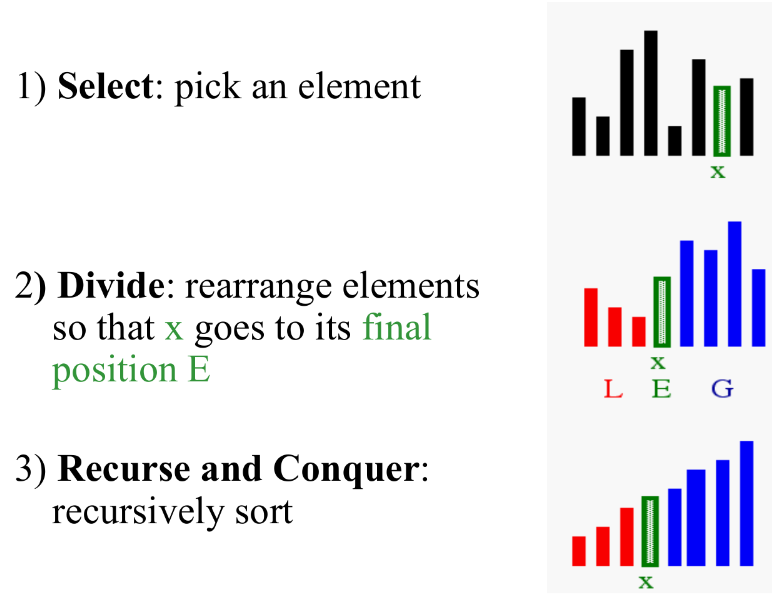 1) Select: pick an element
x
2) Divide: rearrange elements
so that x goes to its final
position E
x
L E G
3) Recurse and Conquer:
recursively sort
x